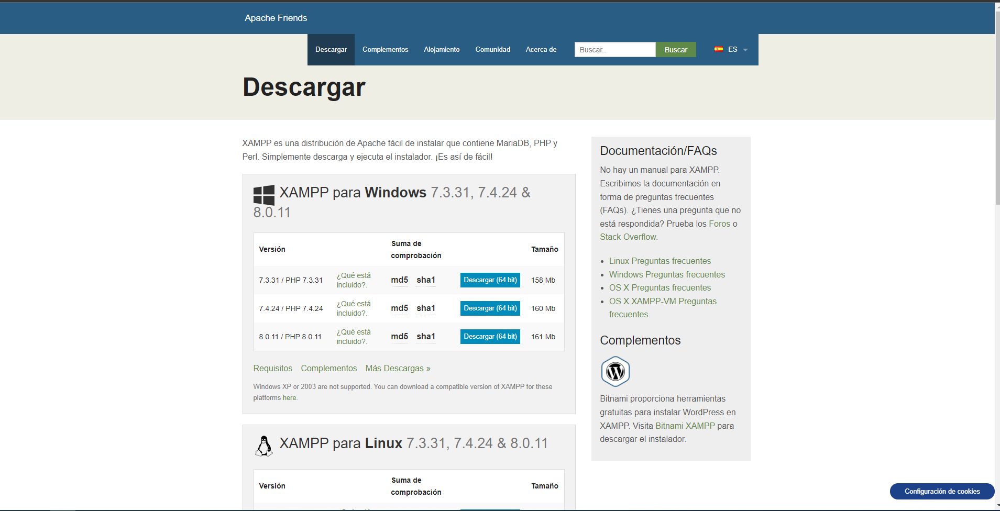 Apache Friends
Descargar
Complementos
Alojamiento
Comunidad
Acerca de
Buscar..
Buscar
ES
Descargar
XAMPP es una distribución de Apache fácil de instalar que contiene MariaDB, PHP y
Perl. Simplemente descarga y ejecuta el instalador. ¡Es así de fácil!
XAMPP para Windows 7.3.31, 7.4.24 &
8.0.11
Versión
Suma de
comprobación
Tamaño
7.3.31 / PHP 7.3.31
¿Qué está
incluido?.
md5
sha1
Descargar (64 bit)
158 Mb
7.4.24 / PHP 7.4.24
¿Qué está
incluido?.
md5
sha1
Descargar (64 bit)
160 Mb
8.0.11 / PHP 8.0.11
¿Qué está
incluido?.
md5
sha1
Descargar (64 bit)
161 Mb
Requisitos
Complementos
Más Descargas »
Windows XP or 2003 are not supported. You can download a compatible version of XAMPP for these
platforms here.
XAMPP para Linux 7.3.31, 7.4.24 & 8.0.11
Versión
Suma de
comprobación
Tamaño
Documentación/FAQs
No hay un manual para XAMPP.
Escribimos la documentación en
forma de preguntas frecuentes
(FAQs). ¿Tienes una pregunta que no
está respondida? Prueba los Foros o
Stack Overflow.
Linux Preguntas frecuentes
Windows Preguntas frecuentes
OS X Preguntas frecuentes
OS X XAMPP-VM Preguntas
frecuentes
Complementos
Bitnami proporciona herramientas
gratuitas para instalar WordPress en
XAMPP. Visita Bitnami XAMPP para
descargar el instalador.
Configuración de cookies